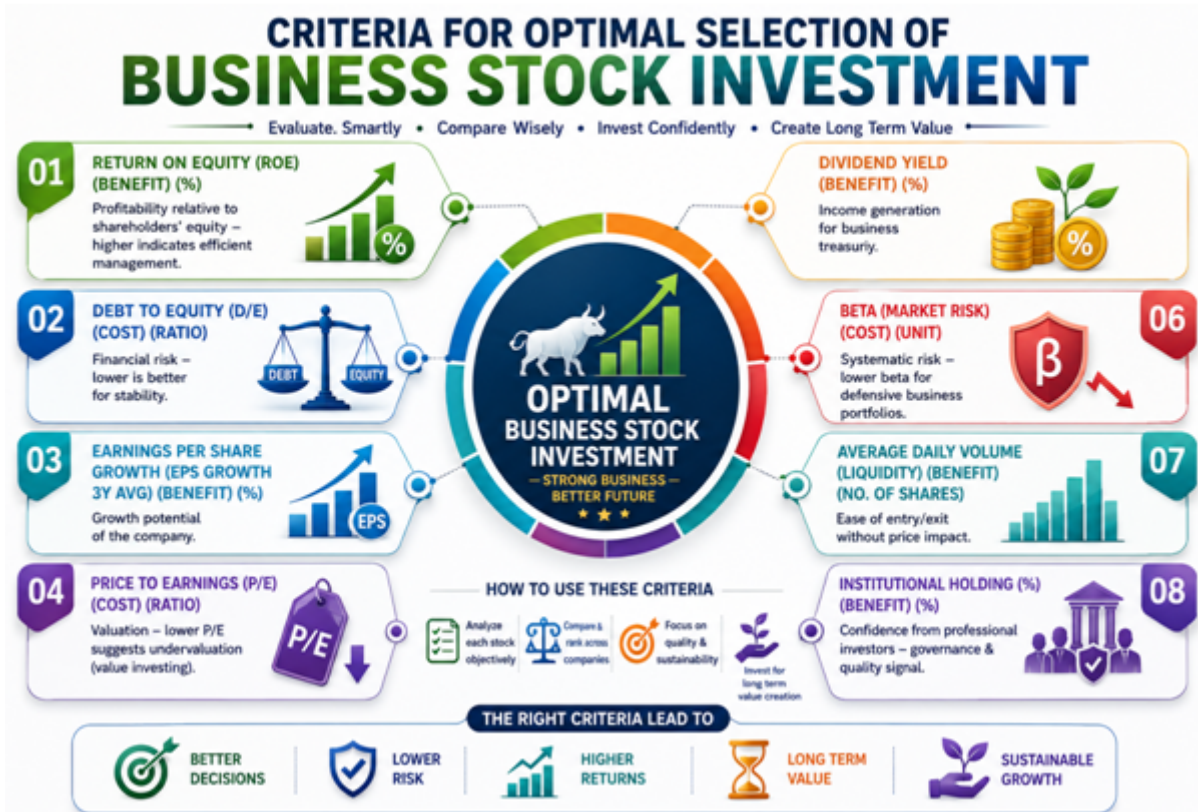 CRITERIA FOR OPTIMAL SELECTION OF
BUSINESS STOCK INVESTMENT
Evaluate. Smartly • Compare Wisely • Invest Confidently • Create Long Term Value
01
RETURN ON EQUITY (ROE)
(BENEFIT) (%)
Profitability relative to
shareholders' equity –
higher indicates efficient
management.
%
DIVIDEND YIELD
(BENEFIT) (%)
Income generation
for business
treasuriy.
%
02
DEBT TO EQUITY (D/E)
(COST) (RATIO)
Financial risk –
lower is better
for stability.
DEBT
EQUITY
BETA (MARKET RISK)
(COST) (UNIT)
Systematic risk –
lower beta for
defensive business
portfolios.
β
06
03
EARNINGS PER SHARE
GROWTH (EPS GROWTH
3Y AVG) (BENEFIT) (%)
Growth potential
of the company.
EPS
AVERAGE DAILY VOLUME
(LIQUIDITY) (BENEFIT)
(NO. OF SHARES)
Ease of entry/exit
without price impact.
07
04
PRICE TO EARNINGS (P/E)
(COST) (RATIO)
Valuation – lower P/E
suggests undervaluation
(value investing).
P/E
INSTITUTIONAL HOLDING (%)
(BENEFIT) (%)
Confidence from professional
investors – governance &
quality signal.
08
OPTIMAL
BUSINESS STOCK
INVESTMENT
– STRONG BUSINESS –
BETTER FUTURE
HOW TO USE THESE CRITERIA
Analyze
each stock
objectively
Compare &
rank across
companies
Focus on
quality &
sustainability
Invest for
long term
value creation
THE RIGHT CRITERIA LEAD TO
BETTER
DECISIONS
LOWER
RISK
HIGHER
RETURNS
LONG TERM
VALUE
SUSTAINABLE
GROWTH